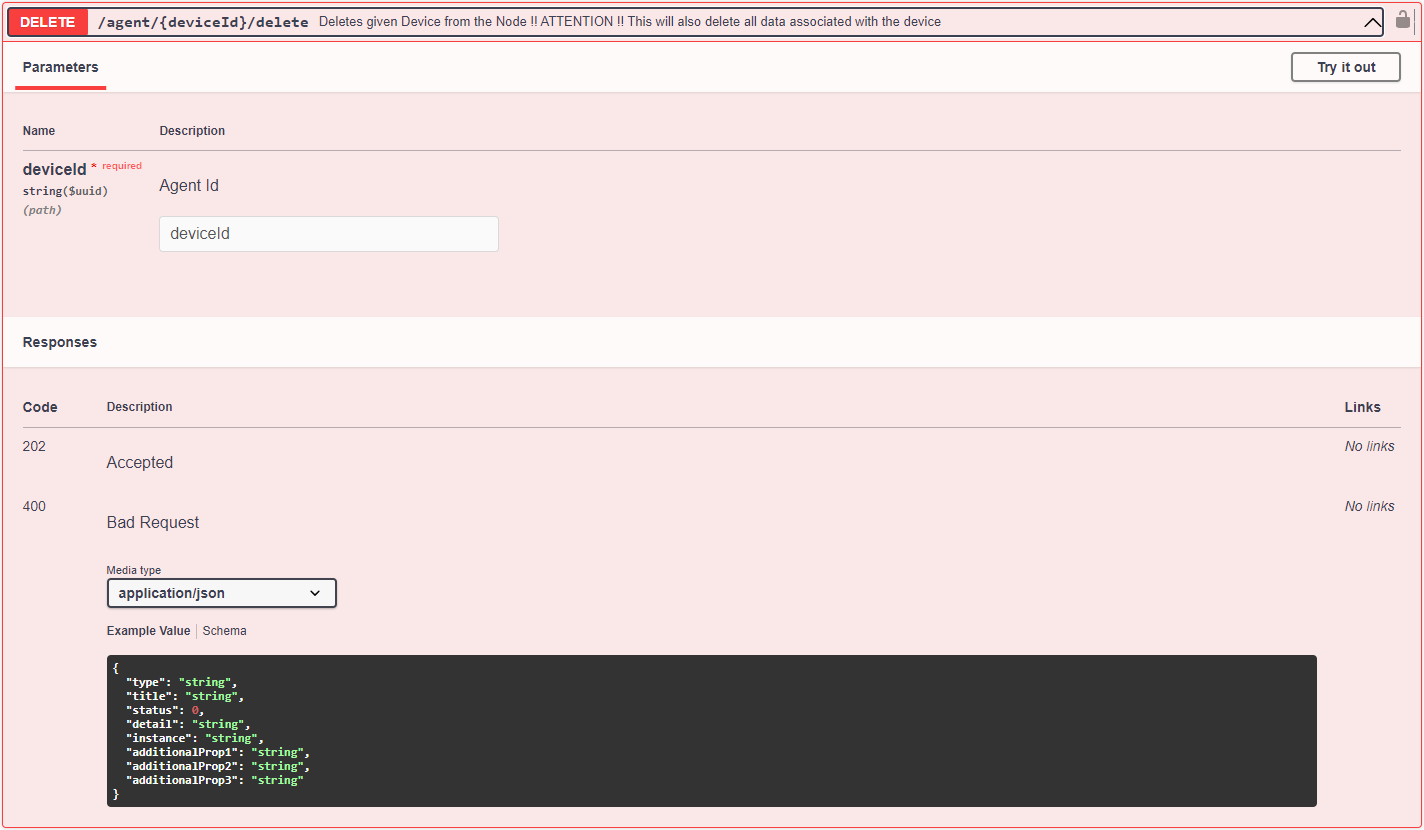 DELETE /agent/{deviceId}/delete Deletes given Device from the Node !! ATTENTION !! This will also delete all data associated with the device
Parameters
Try it out
Name Description
deviceId * required
string($uuid)
(path)
Agent Id
deviceId
Responses
Code Description Links
202 No links
Accepted
400 No links
Bad Request
Media type
application/json
Example Value Schema
{
  "type": "string",
  "title": "string",
  "status": 0,
  "detail": "string",
  "instance": "string",
  "additionalProp1": "string",
  "additionalProp2": "string",
  "additionalProp3": "string"
}